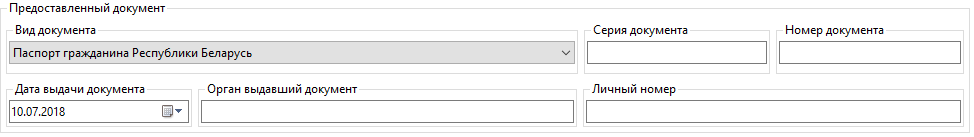 Предоставленный документ
Вид документа
Серия документа
Номер документа
Паспорт гражданина Республики Беларусь
Дата выдачи документа
Орган выдавший документ
Личный номер
10.07.2018